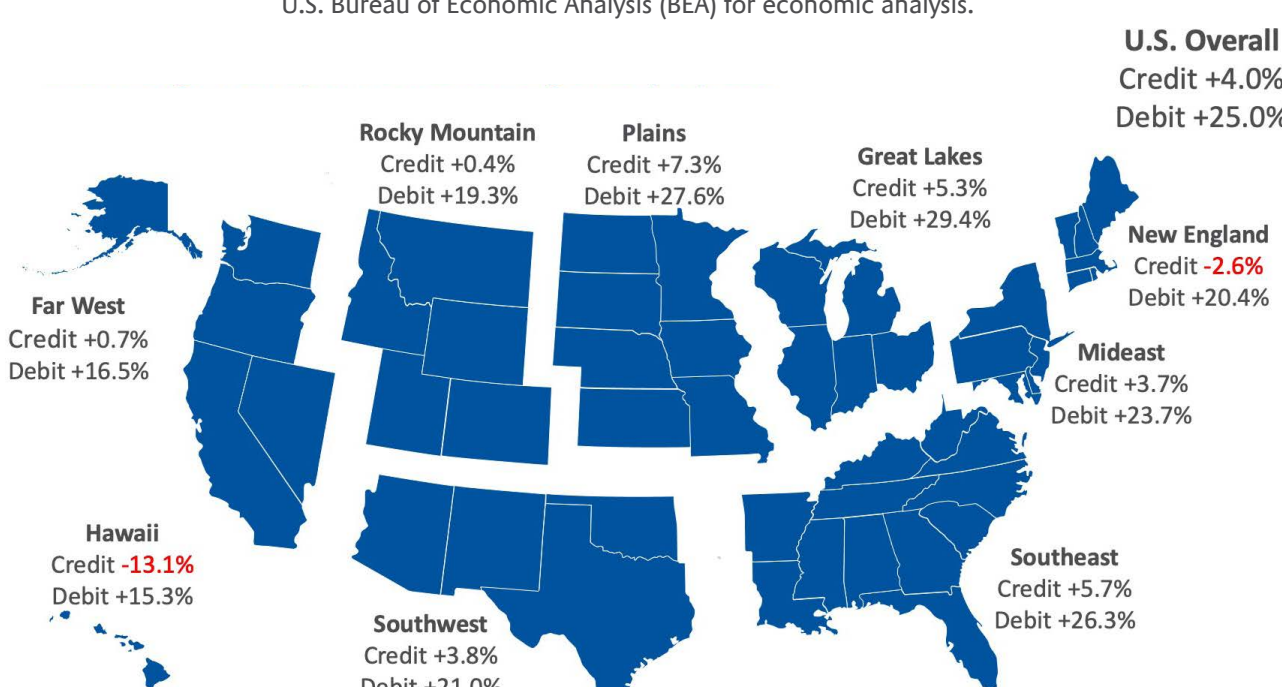 U.S. Bureau of Economic Analysis (BEA) for economic analysis.
U.S. Overall
Credit +4.0%
Debit +25.0%
Rocky Mountain
Credit +0.4%
Debit +19.3%
Plains
Credit +7.3%
Debit +27.6%
Great Lakes
Credit +5.3%
Debit +29.4%
New England
Credit -2.6%
Debit +20.4%
Far West
Credit +0.7%
Debit +16.5%
Mideast
Credit +3.7%
Debit +23.7%
Hawaii
Credit -13.1%
Debit +15.3%
Southeast
Credit +5.7%
Debit +26.3%
Southwest
Credit +3.8%
Debit +21.0%